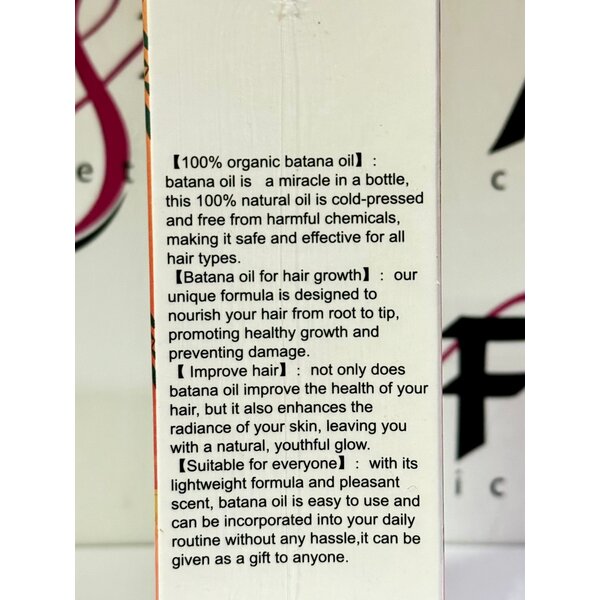 【100% organic batana oil】:
batana oil is a miracle in a bottle,
this 100% natural oil is cold-pressed
and free from harmful chemicals,
making it safe and effective for all
hair types.
【Batana oil for hair growth】: our
unique formula is designed to
nourish your hair from root to tip,
promoting healthy growth and
preventing damage.
【 Improve hair】: not only does
batana oil improve the health of your
hair, but it also enhances the
radiance of your skin, leaving you
with a natural, youthful glow.
【Suitable for everyone】: with its
lightweight formula and pleasant
scent, batana oil is easy to use and
can be incorporated into your daily
routine without any hassle,it can be
given as a gift to anyone.